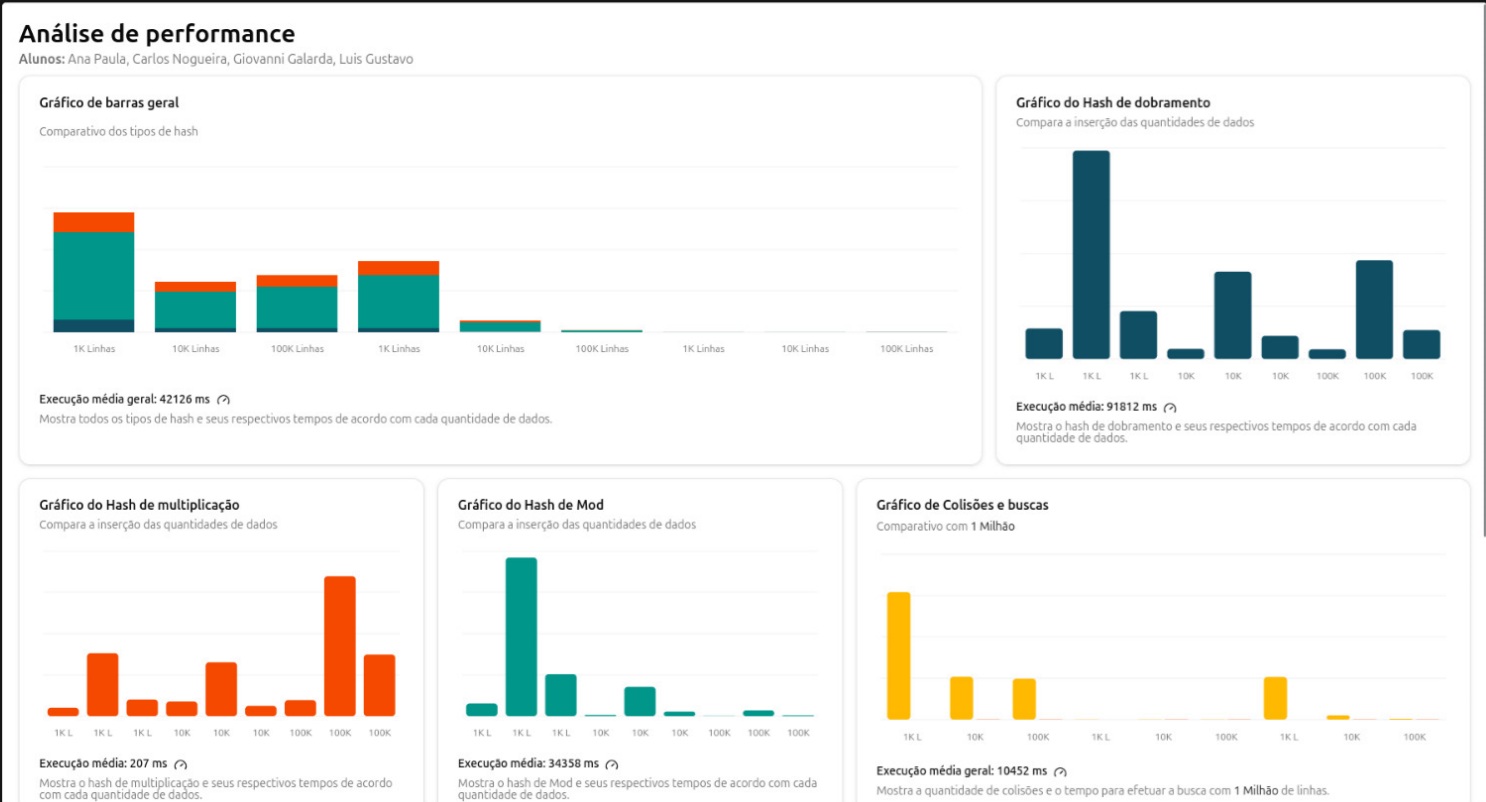 Análise de performance
Alunos: Ana Paula, Carlos Nogueira, Giovanni Galarda, Luis Gustavo
Gráfico de barras geral
Comparativo dos tipos de hash
1K Linhas 10K Linhas 100K Linhas 1K Linhas 10K Linhas 100K Linhas 1K Linhas 10K Linhas 100K Linhas
Execução média geral: 42126 ms
Mostra todos os tipos de hash e seus respectivos tempos de acordo com cada quantidade de dados.
Gráfico do Hash de dobramento
Compara a inserção das quantidades de dados
1K L 1K L 1K L 10K 10K 10K 100K 100K 100K
Execução média: 91812 ms
Mostra o hash de dobramento e seus respectivos tempos de acordo com cada
quantidade de dados.
Gráfico do Hash de multiplicação
Compara a inserção das quantidades de dados
1K L 1K L 1K L 10K 10K 10K 100K 100K 100K
Execução média: 207 ms
Mostra o hash de multiplicação e seus respectivos tempos de acordo
com cada quantidade de dados.
Gráfico do Hash de Mod
Compara a inserção das quantidades de dados
1K L 1K L 1K L 10K 10K 10K 100K 100K 100K
Execução média: 34358 ms
Mostra o hash de Mod e seus respectivos tempos de acordo com cada
quantidade de dados.
Gráfico de Colisões e buscas
Comparativo com 1 Milhão
1K L 10K 100K 1K L 10K 100K 1K L 10K 100K
Execução média geral: 10452 ms
Mostra a quantidade de colisões e o tempo para efetuar a busca com 1 Milhão de linhas.